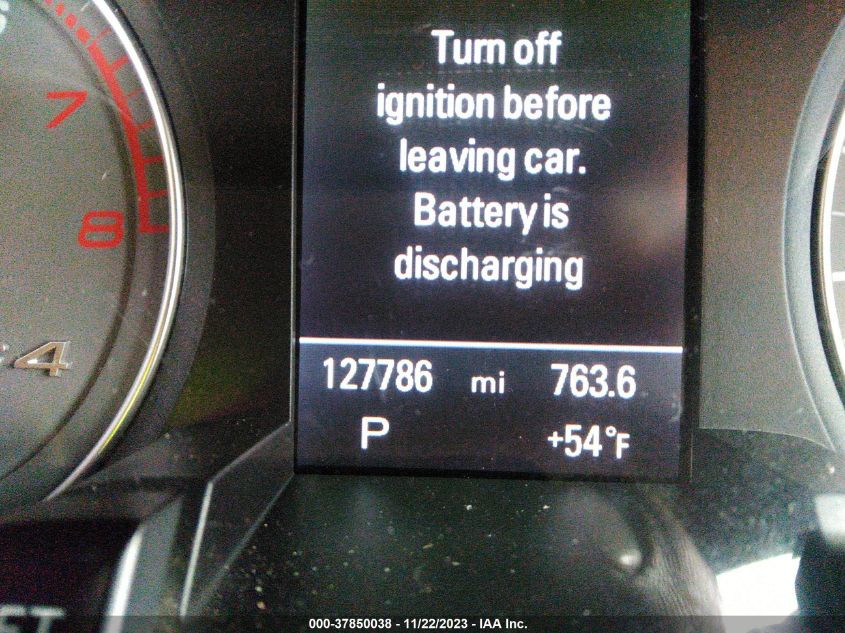 Turn off
ignition before
leaving car.
Battery is
discharging
7
8
127786 mi 763.6
P +54°F
000-37850038 - 11/22/2023 - IAA Inc.